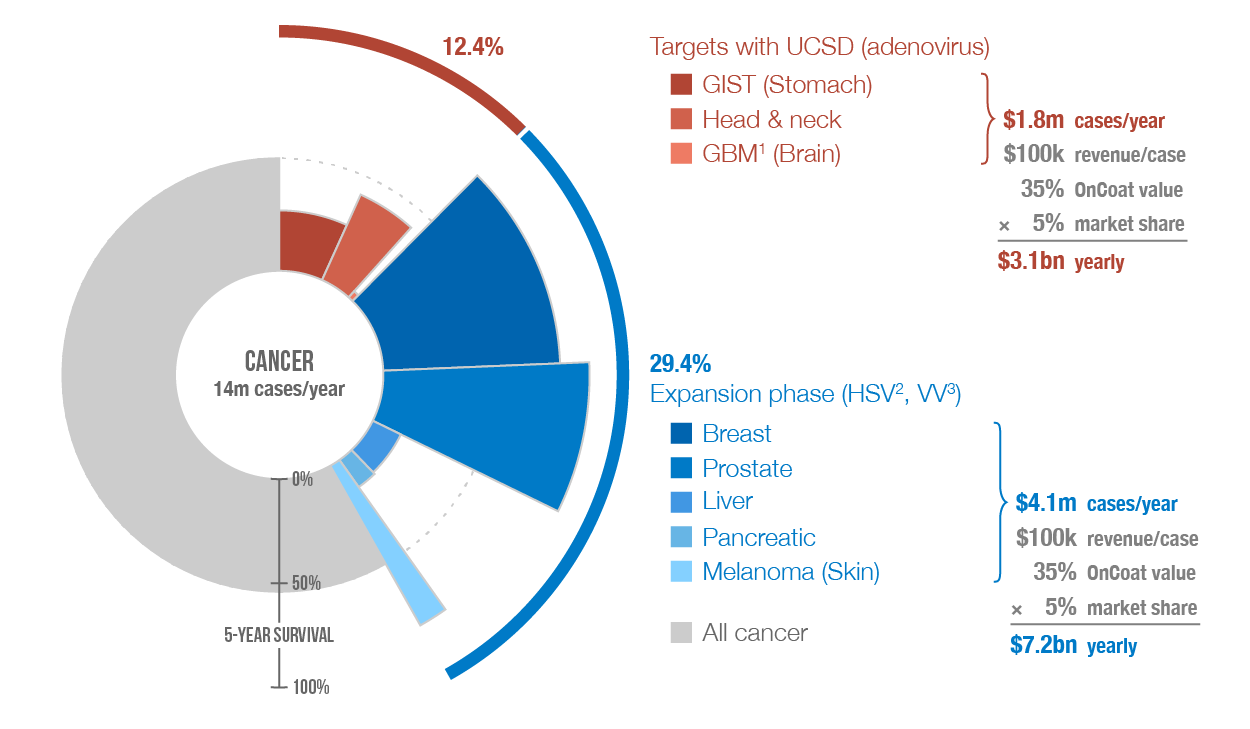 12.4%
Targets with UCSD (adenovirus)
GIST (Stomach)
Head & neck
GBM¹ (Brain)
$1.8m cases/year
$100k revenue/case
35% OnCoat value
× 5% market share
$3.1bn yearly
CANCER
14m cases/year
0%
50%
5-YEAR SURVIVAL
100%
29.4%
Expansion phase (HSV², VV³)
Breast
Prostate
Liver
Pancreatic
Melanoma (Skin)
All cancer
$4.1m cases/year
$100k revenue/case
35% OnCoat value
× 5% market share
$7.2bn yearly